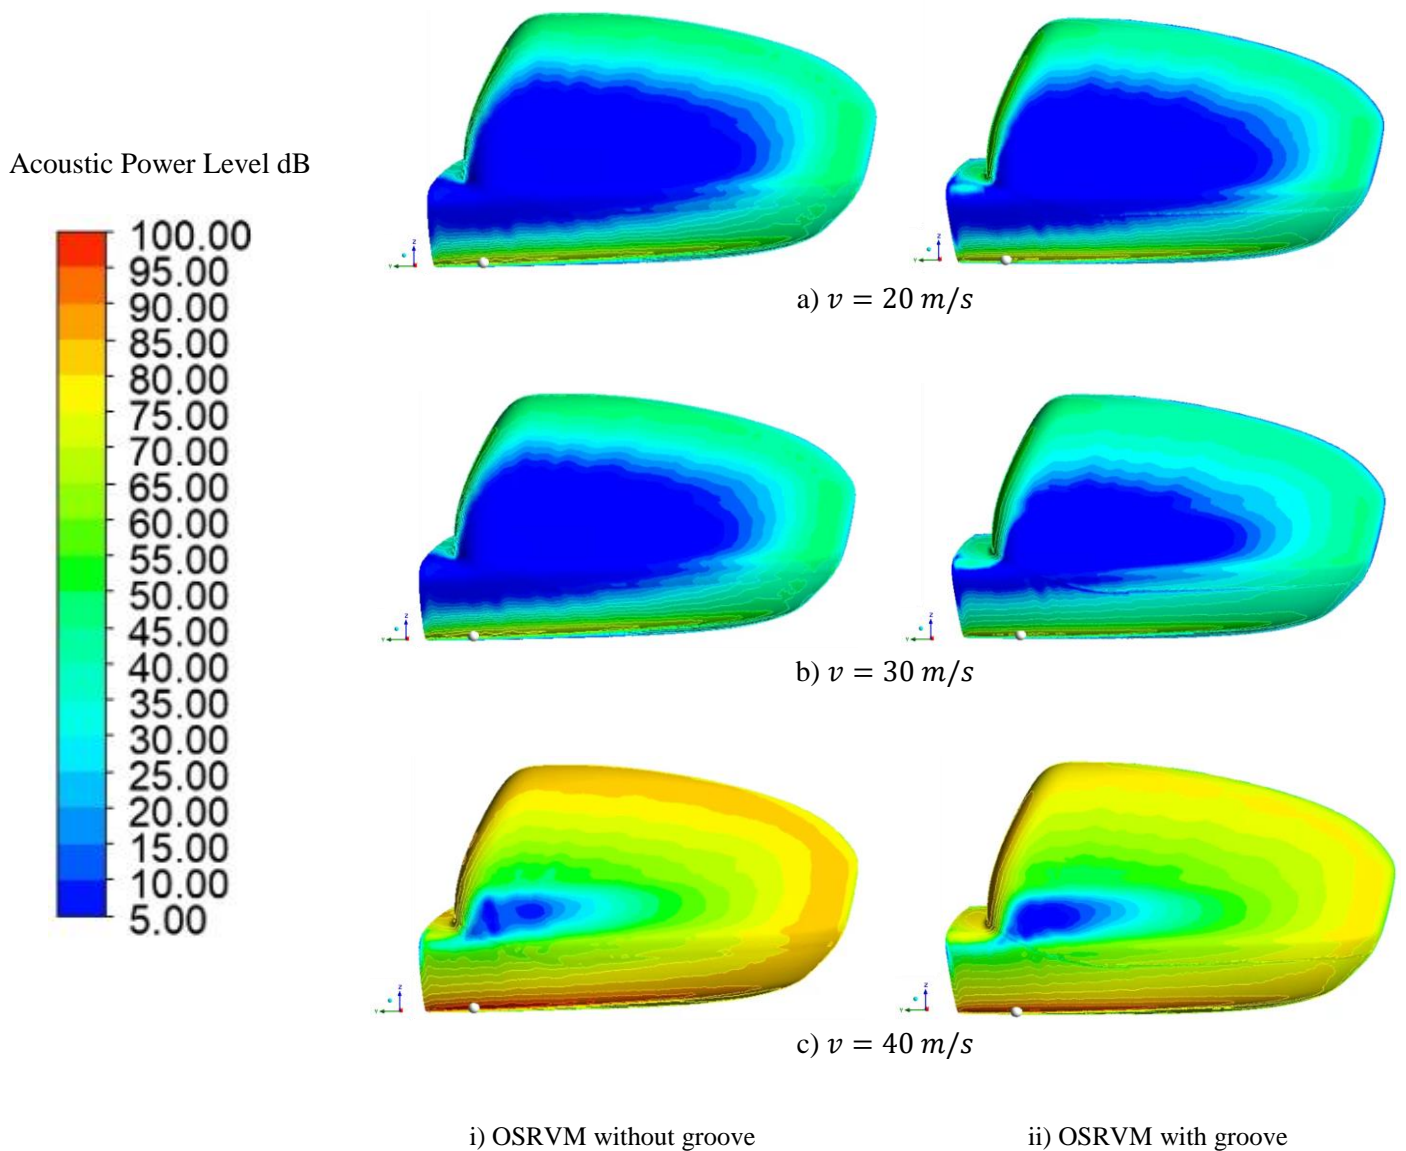 Acoustic Power Level dB
100.00
95.00
90.00
85.00
80.00
75.00
70.00
65.00
60.00
55.00
50.00
45.00
40.00
35.00
30.00
25.00
20.00
15.00
10.00
5.00
Z
Y
Z
Y
a) v = 20 m/s
Z
Y
Z
Y
b) v = 30 m/s
Z
Y
Z
Y
c) v = 40 m/s
i) OSRVM without groove
ii) OSRVM with groove